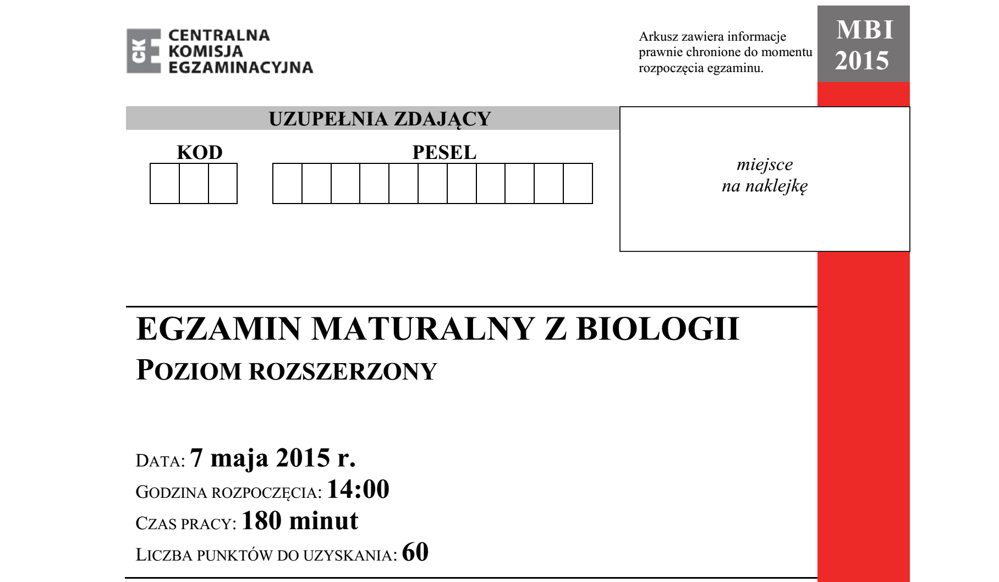 CKE
CENTRALNA
KOMISJA
EGZAMINACYJNA
Arkusz zawiera informacje
prawnie chronione do momentu
rozpoczęcia egzaminu.
MBI
2015
UZUPEŁNIA ZDAJĄCY
KOD
PESEL
miejsce
na naklejkę
EGZAMIN MATURALNY Z BIOLOGII
POZIOM ROZSZERZONY
DATA: 7 maja 2015 r.
GODZINA ROZPOCZĘCIA: 14:00
CZAS PRACY: 180 minut
LICZBA PUNKTÓW DO UZYSKANIA: 60